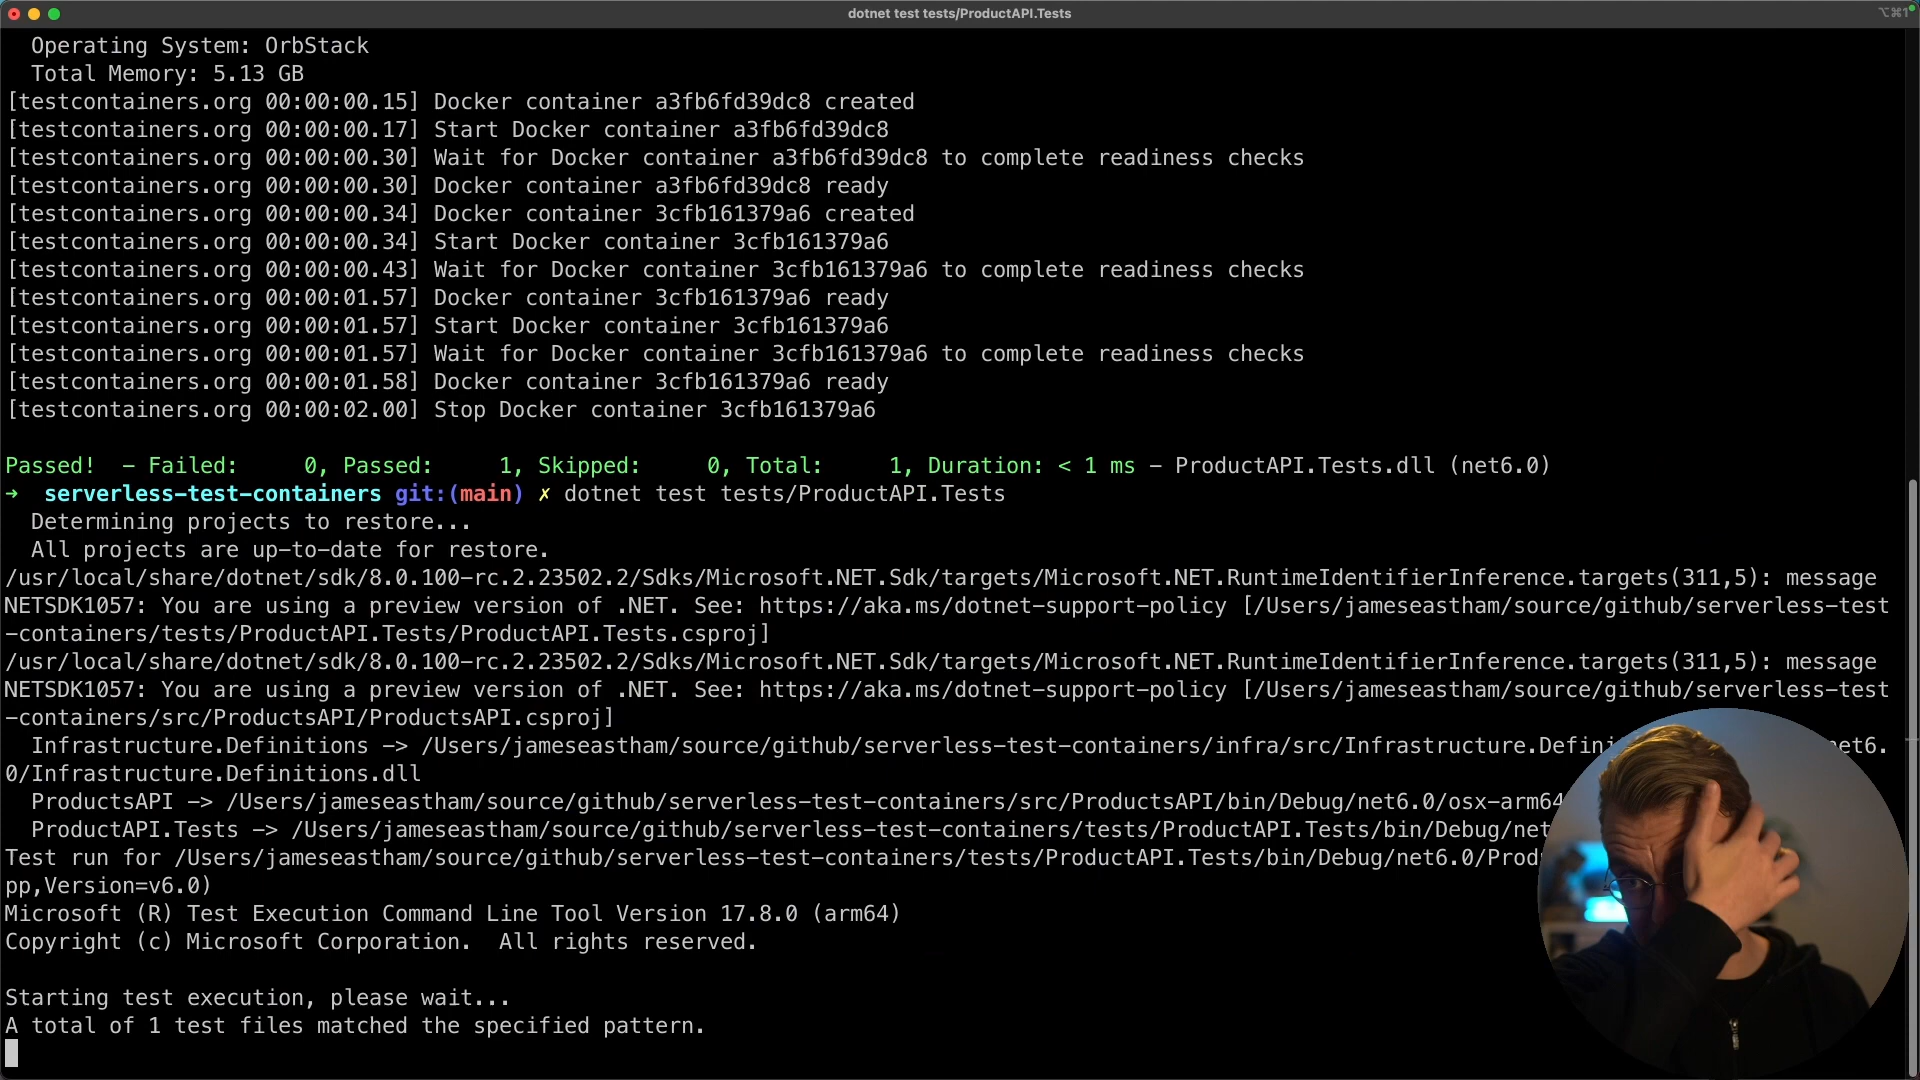 dotnet test tests/ProductAPI.Tests
⌥⌘1
Operating System: OrbStack
Total Memory: 5.13 GB
[testcontainers.org 00:00:00.15] Docker container a3fb6fd39dc8 created
[testcontainers.org 00:00:00.17] Start Docker container a3fb6fd39dc8
[testcontainers.org 00:00:00.30] Wait for Docker container a3fb6fd39dc8 to complete readiness checks
[testcontainers.org 00:00:00.30] Docker container a3fb6fd39dc8 ready
[testcontainers.org 00:00:00.34] Docker container 3cfb161379a6 created
[testcontainers.org 00:00:00.34] Start Docker container 3cfb161379a6
[testcontainers.org 00:00:00.43] Wait for Docker container 3cfb161379a6 to complete readiness checks
[testcontainers.org 00:00:01.57] Docker container 3cfb161379a6 ready
[testcontainers.org 00:00:01.57] Start Docker container 3cfb161379a6
[testcontainers.org 00:00:01.57] Wait for Docker container 3cfb161379a6 to complete readiness checks
[testcontainers.org 00:00:01.58] Docker container 3cfb161379a6 ready
[testcontainers.org 00:00:02.00] Stop Docker container 3cfb161379a6
Passed!  - Failed:     0, Passed:     1, Skipped:     0, Total:     1, Duration: < 1 ms - ProductAPI.Tests.dll (net6.0)
➜  serverless-test-containers git:(main) ✗ dotnet test tests/ProductAPI.Tests
Determining projects to restore...
All projects are up-to-date for restore.
/usr/local/share/dotnet/sdk/8.0.100-rc.2.23502.2/Sdks/Microsoft.NET.Sdk/targets/Microsoft.NET.RuntimeIdentifierInference.targets(311,5): message
NETSDK1057: You are using a preview version of .NET. See: https://aka.ms/dotnet-support-policy [/Users/jameseastham/source/github/serverless-test
-containers/tests/ProductAPI.Tests/ProductAPI.Tests.csproj]
/usr/local/share/dotnet/sdk/8.0.100-rc.2.23502.2/Sdks/Microsoft.NET.Sdk/targets/Microsoft.NET.RuntimeIdentifierInference.targets(311,5): message
NETSDK1057: You are using a preview version of .NET. See: https://aka.ms/dotnet-support-policy [/Users/jameseastham/source/github/serverless-test
-containers/src/ProductsAPI/ProductsAPI.csproj]
Infrastructure.Definitions -> /Users/jameseastham/source/github/serverless-test-containers/infra/src/Infrastructure.Defin et6.
0/Infrastructure.Definitions.dll
ProductsAPI -> /Users/jameseastham/source/github/serverless-test-containers/src/ProductsAPI/bin/Debug/net6.0/osx-arm64
ProductAPI.Tests -> /Users/jameseastham/source/github/serverless-test-containers/tests/ProductAPI.Tests/bin/Debug/net
Test run for /Users/jameseastham/source/github/serverless-test-containers/tests/ProductAPI.Tests/bin/Debug/net6.0/Prod
pp,Version=v6.0)
Microsoft (R) Test Execution Command Line Tool Version 17.8.0 (arm64)
Copyright (c) Microsoft Corporation.  All rights reserved.
Starting test execution, please wait...
A total of 1 test files matched the specified pattern.